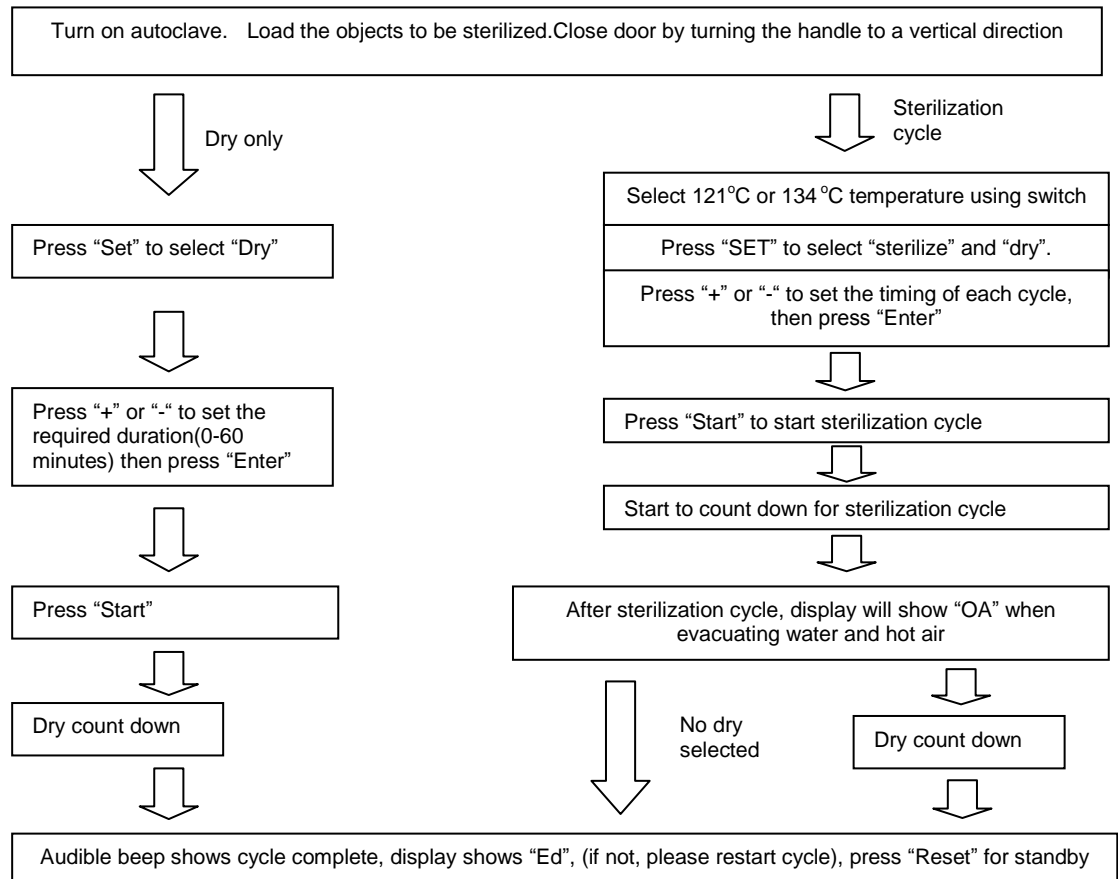 Turn on autoclave. Load the objects to be sterilized.Close door by turning the handle to a vertical direction
Dry only
Press “Set” to select “Dry”
Press “+” or “-“ to set the
required duration(0-60
minutes) then press “Enter”
Press “Start”
Dry count down
Sterilization
cycle
Select 121°C or 134 °C temperature using switch
Press “SET” to select “sterilize” and “dry”.
Press “+” or “-“ to set the timing of each cycle,
then press “Enter”
Press “Start” to start sterilization cycle
Start to count down for sterilization cycle
After sterilization cycle, display will show “OA” when
evacuating water and hot air
No dry
selected
Dry count down
Audible beep shows cycle complete, display shows “Ed”, (if not, please restart cycle), press “Reset” for standby